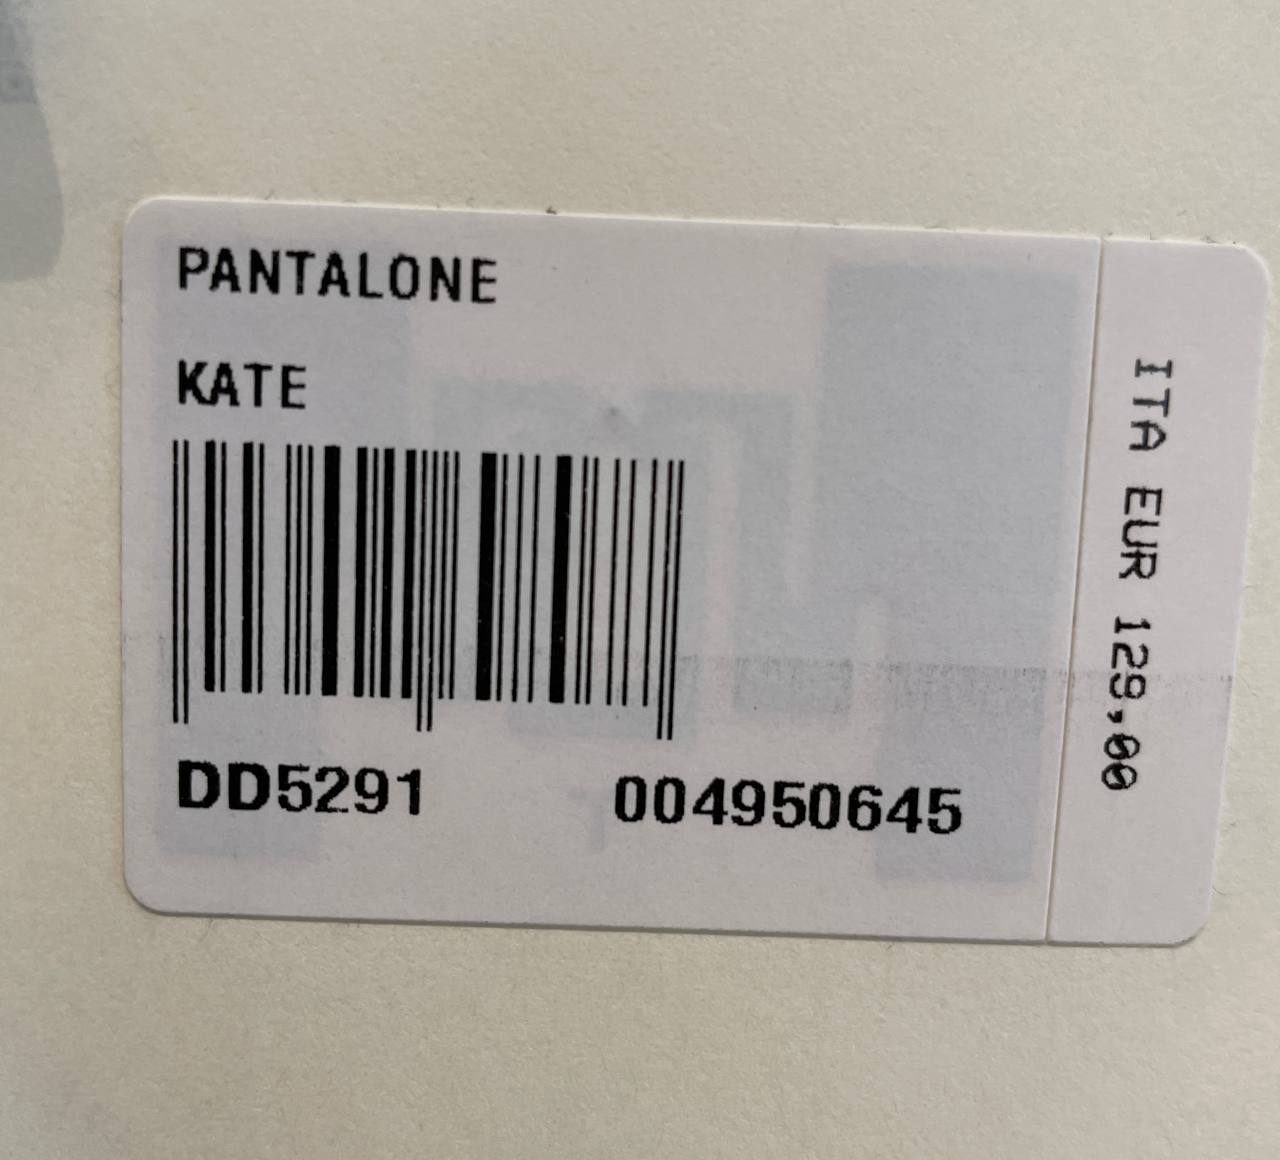 PANTALONE
KATE
DD5291 004950645
ITA EUR 129,00